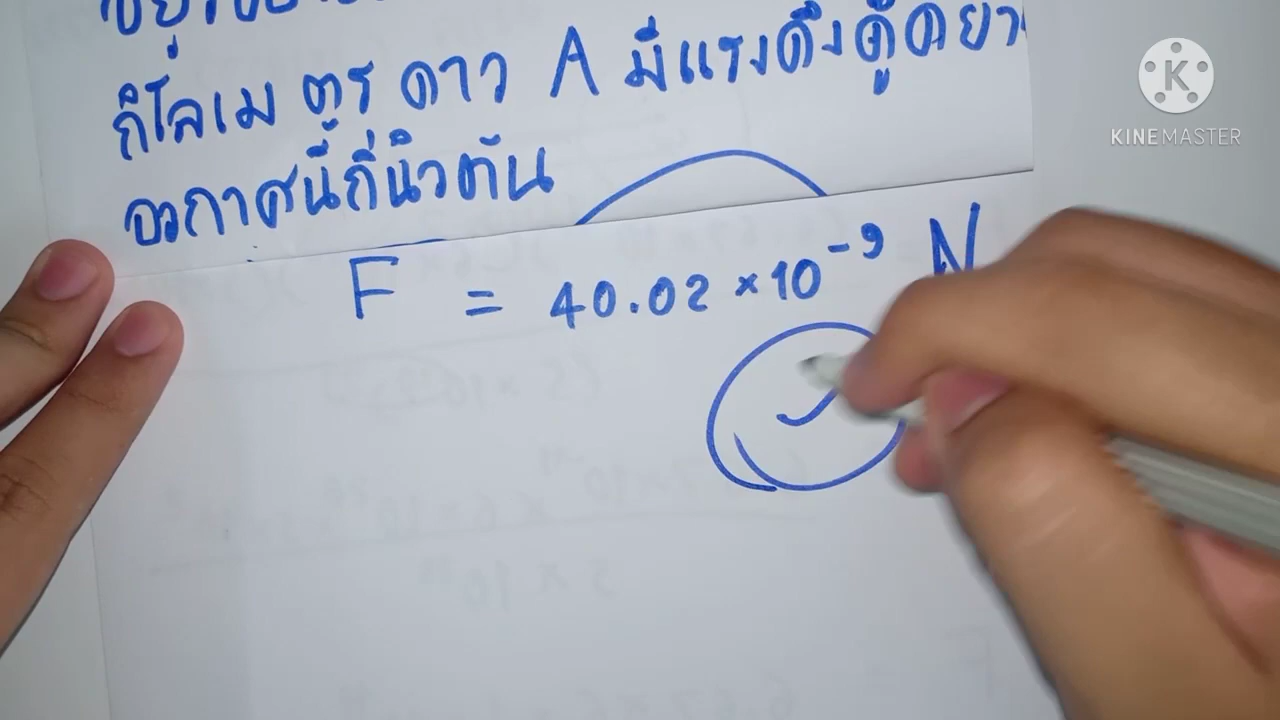 กิโลเมตร ดาว A มีแรงดึงดูดยา
อวกาศนี้กี่นิวตัน
F = 40.02 × 10⁻⁹ N
K
KINEMASTER